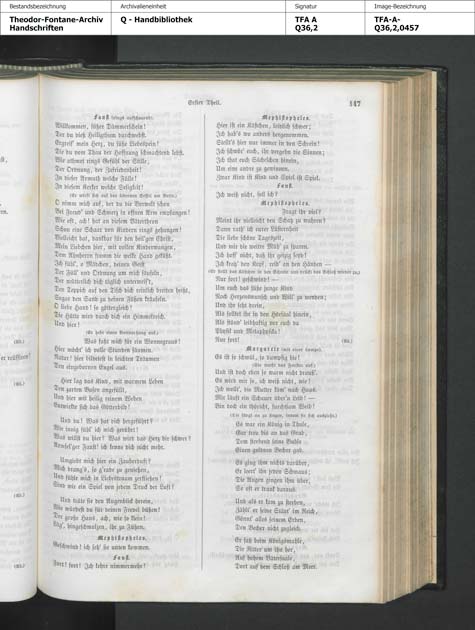 Bestandsbezeichnung
Theodor-Fontane-Archiv
Handschriften
Archivalieneinheit
Q - Handbibliothek
Signatur
TFA A
Q36,2
Image-Bezeichnung
TFA-A-
Q36,2,0457
Erster Theil.
147
Faust (rings aufschauend).
Willkommen, süßer Dämmerschein!
Der du dieß Heiligthum durchwebst.
Ergreif' mein Herz, du süße Liebespein!
Die du vom Thau der Hoffnung schmachtend lebst.
Wie athmet rings Gefühl der Stille,
Der Ordnung, der Zufriedenheit!
In dieser Armuth welche Fülle!
In diesem Kerker welche Seligkeit!
(Er wirft sich auf den ledernen Sessel am Bette.)
O nimm mich auf, der du die Vorwelt schon
Bei Freud' und Schmerz in offnen Arm empfangen!
Wie oft, ach! hat an diesem Väterthron
Schon eine Schaar von Kindern rings gehangen!
Vielleicht hat, dankbar für den heil'gen Christ,
Mein Liebchen hier, mit vollen Kinderwangen,
Dem Ahnherrn fromm die welke Hand geküßt.
Ich fühl', o Mädchen, deinen Geist
Der Füll' und Ordnung um mich säuseln,
Der mütterlich dich täglich unterweist,
Den Teppich auf den Tisch dich reinlich breiten heißt,
Sogar den Sand zu deinen Füßen kräuseln.
O liebe Hand! so göttergleich!
Die Hütte wird durch dich ein Himmelreich.
Und hier!
(Er hebt einen Bettvorhang auf.)
Was faßt mich für ein Wonnegraus!
Hier möcht' ich volle Stunden säumen.
Natur! hier bildetest in leichten Träumen
Den eingebornen Engel aus.
Hier lag das Kind, mit warmem Leben
Den zarten Busen angefüllt,
Und hier mit heilig reinem Weben
Entwirkte sich das Götterbild!
Und du! Was hat dich hergeführt?
Wie innig fühl' ich mich gerührt!
Was willst du hier? Was wird das Herz dir schwer?
Armsel'ger Faust! ich kenne dich nicht mehr.
Umgiebt mich hier ein Zauberduft?
Mich drang's, so g'rade zu genießen,
Und fühle mich in Liebestraum zerfließen!
Sind wir ein Spiel von jedem Druck der Luft?
Und träte sie den Augenblick herein,
Wie würdest du für deinen Frevel büßen!
Der große Hans, ach, wie so klein!
Läg', hingeschmolzen, ihr zu Füßen.
Mephistopheles.
Geschwind! ich seh' sie unten kommen.
Faust.
Fort! fort! Ich kehre nimmermehr!
Mephistopheles.
Hier ist ein Kästchen, leidlich schwer;
Ich hab's wo anders hergenommen.
Stellt's hier nur immer in den Schrein!
Ich schwör' euch, ihr vergehn die Sinnen;
Ich that euch Sächelchen hinein,
Um eine andre zu gewinnen.
Zwar Kind ist Kind und Spiel ist Spiel.
Faust.
Ich weiß nicht, soll ich?
Mephistopheles.
Fragt ihr viel?
Meint ihr vielleicht den Schatz zu wahren?
Dann rath' ich eurer Lüsternheit
Die liebe schöne Tageszeit,
Und mir die weitre Müh' zu sparen.
Ich hoff' nicht, daß ihr geizig seyd!
Ich kratz' den Kopf, reib' an den Händen —
(Er stellt das Kästchen in den Schrein und drückt das Schloß wieder zu.)
Nur fort! geschwind! —
Um euch das süße junge Kind
Nach Herzenswunsch und Will' zu wenden;
Und ihr seht drein,
Als solltet ihr in den Hörsaal hinein,
Als stünd' leibhaftig vor euch da
Physik und Metaphysika!
Nur fort!
(Ab.)
Margarete (mit einer Lampe).
Es ist so schwül, so dumpfig hie!
(Sie macht das Fenster auf.)
Und ist doch eben so warm nicht drauß'.
Es wird mir so, ich weiß nicht wie!
Ich wollt', die Mutter käm' nach Haus.
Mir läuft ein Schauer über'n Leib! —
Bin doch ein thöricht, furchtsam Weib!
(Sie fängt an zu singen, indem sie sich auszieht.)
Es war ein König in Thule,
Gar treu bis an das Grab,
Dem sterbend seine Buhle
Einen goldnen Becher gab.
Es ging ihm nichts darüber,
Er leert' ihn jeden Schmaus;
Die Augen gingen ihm über,
So oft er trank daraus.
Und als er kam zu sterben,
Zählt' er seine Städt' im Reich,
Gönnt' alles seinem Erben,
Den Becher nicht zugleich.
Er saß beim Königsmahle,
Die Ritter um ihn her,
Auf hohem Vätersaale,
Dort auf dem Schloß am Meer.